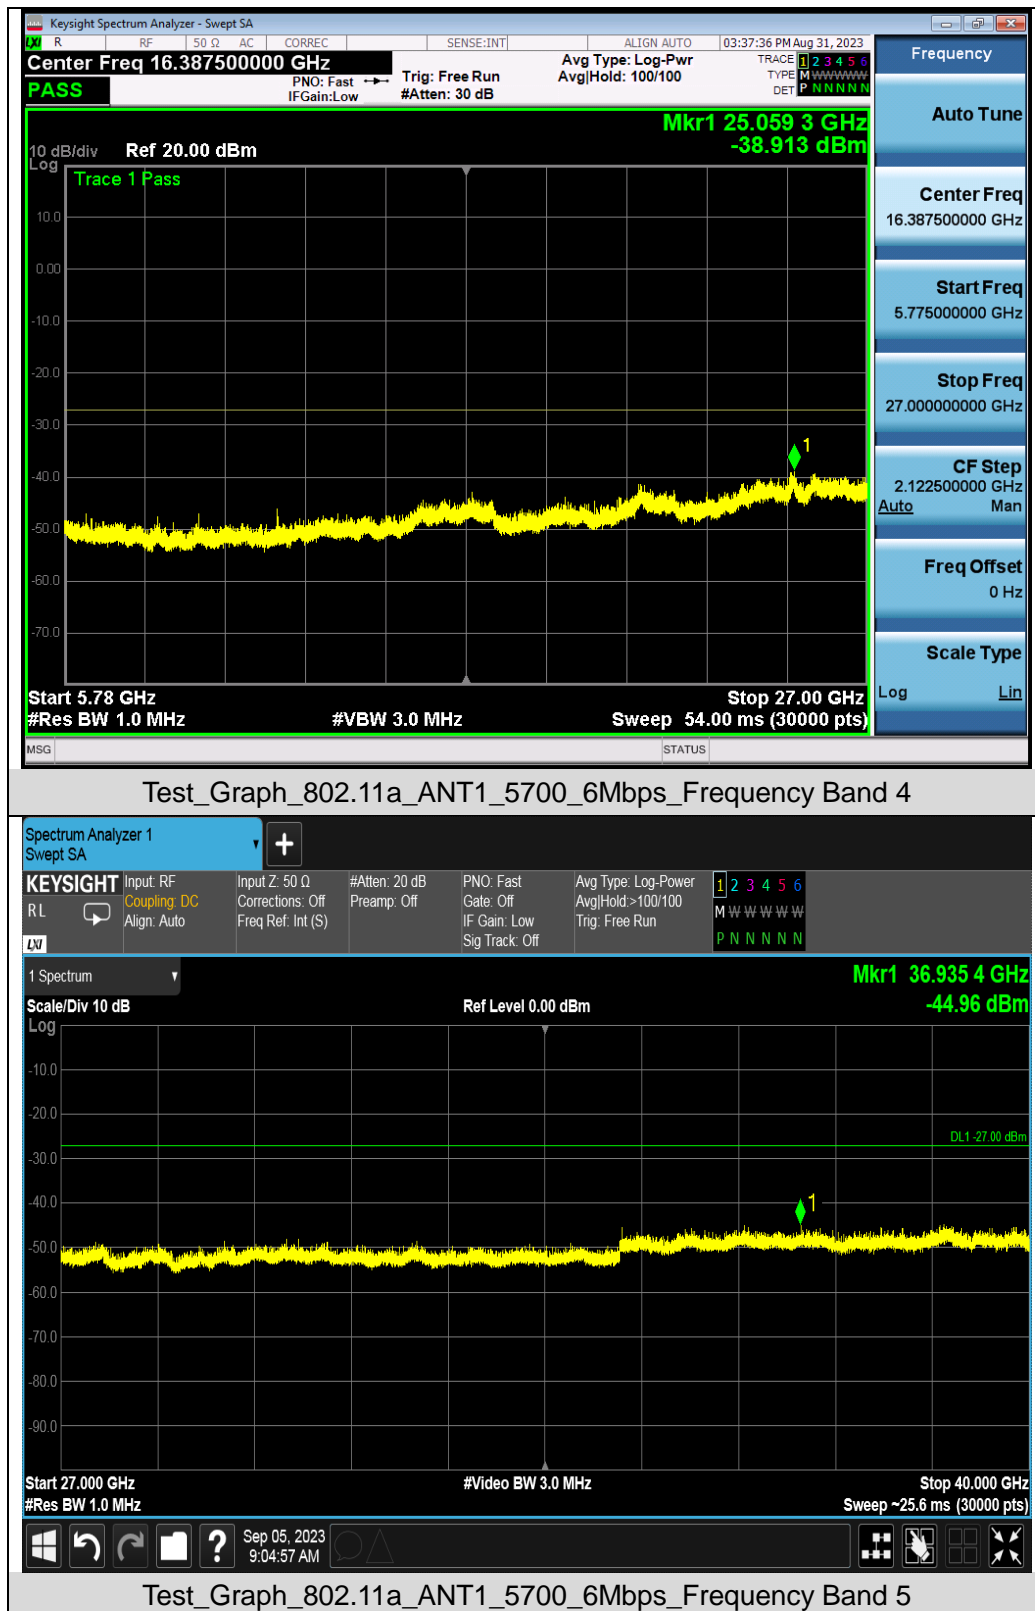 Keysight Spectrum Analyzer - Swept SA
LXI R RF 50 Ω AC CORREC SENSE:INT ALIGN AUTO 03:37:36 PM Aug 31, 2023
Center Freq 16.387500000 GHz
PASS
PNO: Fast
IFGain:Low
Trig: Free Run
#Atten: 30 dB
Avg Type: Log-Pwr
Avg|Hold: 100/100
TRACE 1 2 3 4 5 6
TYPE M W W W W W
DET P N N N N N
Mkr1 25.059 3 GHz
-38.913 dBm
10 dB/div Ref 20.00 dBm
Log
Trace 1 Pass
10.0
0.00
-10.0
-20.0
-30.0
-40.0
-50.0
-60.0
-70.0
1
Start 5.78 GHz Stop 27.00 GHz
#Res BW 1.0 MHz #VBW 3.0 MHz Sweep 54.00 ms (30000 pts)
MSG STATUS
Frequency
Auto Tune
Center Freq
16.387500000 GHz
Start Freq
5.775000000 GHz
Stop Freq
27.000000000 GHz
CF Step
2.122500000 GHz
Auto Man
Freq Offset
0 Hz
Scale Type
Log Lin
Test_Graph_802.11a_ANT1_5700_6Mbps_Frequency Band 4
Spectrum Analyzer 1
Swept SA
+
KEYSIGHT
R L
LXI
Input: RF
Coupling: DC
Align: Auto
Input Z: 50 Ω
Corrections: Off
Freq Ref: Int (S)
#Atten: 20 dB
Preamp: Off
PNO: Fast
Gate: Off
IF Gain: Low
Sig Track: Off
Avg Type: Log-Power
Avg|Hold:>100/100
Trig: Free Run
1 2 3 4 5 6
M W W W W W
P N N N N N
1 Spectrum
Mkr1 36.935 4 GHz
Scale/Div 10 dB Ref Level 0.00 dBm -44.96 dBm
Log
-10.0
-20.0
DL1 -27.00 dBm
-30.0
-40.0
1
-50.0
-60.0
-70.0
-80.0
-90.0
Start 27.000 GHz #Video BW 3.0 MHz Stop 40.000 GHz
#Res BW 1.0 MHz Sweep ~25.6 ms (30000 pts)
? Sep 05, 2023
9:04:57 AM
Test_Graph_802.11a_ANT1_5700_6Mbps_Frequency Band 5